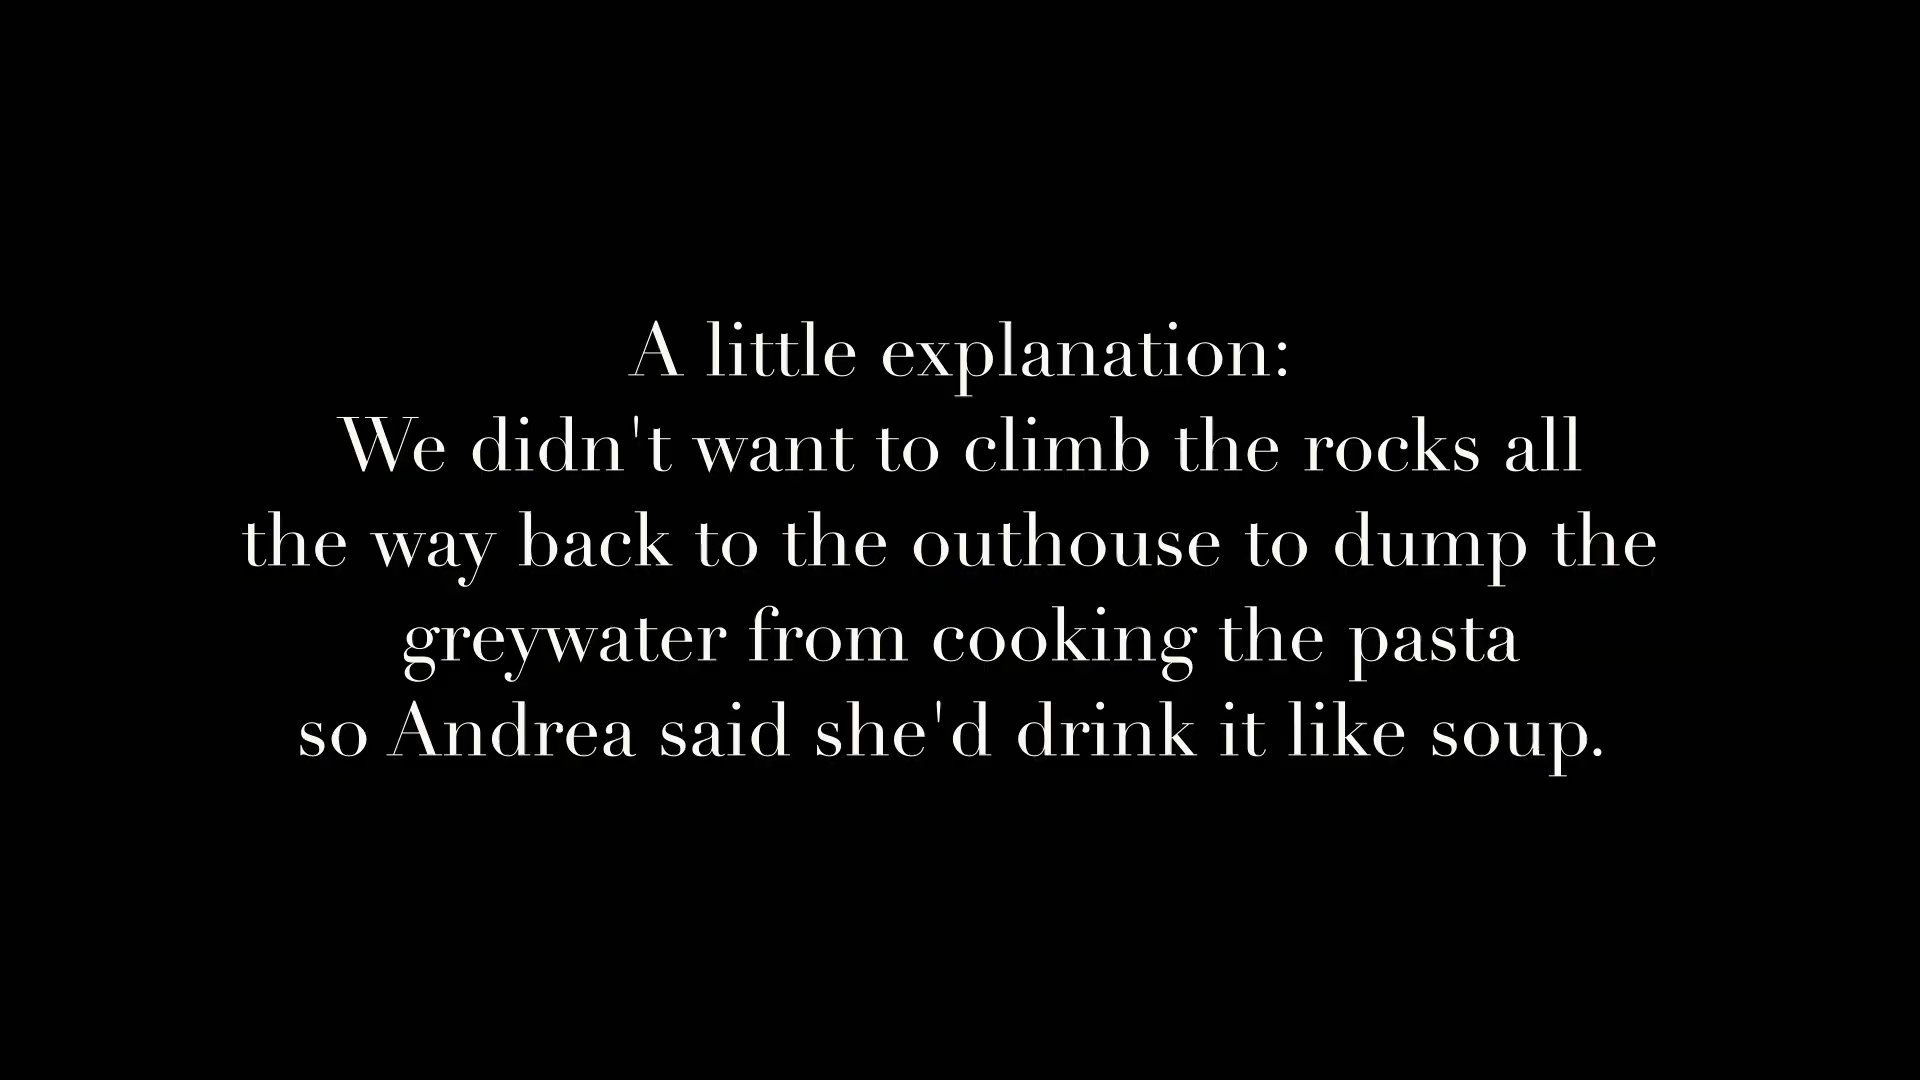 A little explanation:
We didn't want to climb the rocks all
the way back to the outhouse to dump the
greywater from cooking the pasta
so Andrea said she'd drink it like soup.